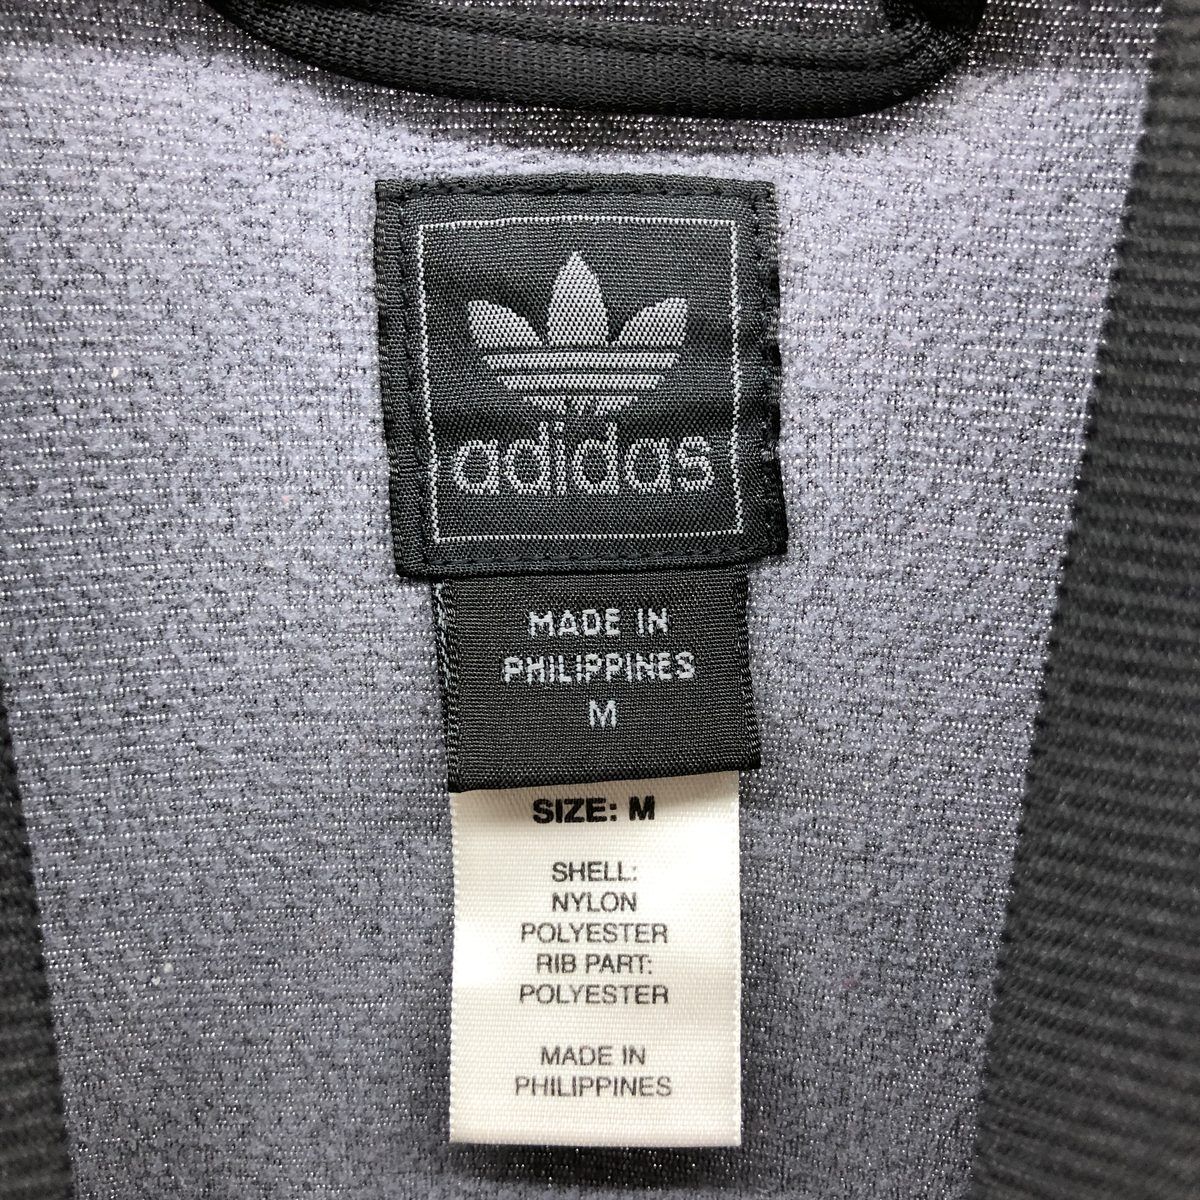 adidas
MADE IN
PHILIPPINES
M
SIZE: M
SHELL:
NYLON
POLYESTER
RIB PART:
POLYESTER
MADE IN
PHILIPPINES